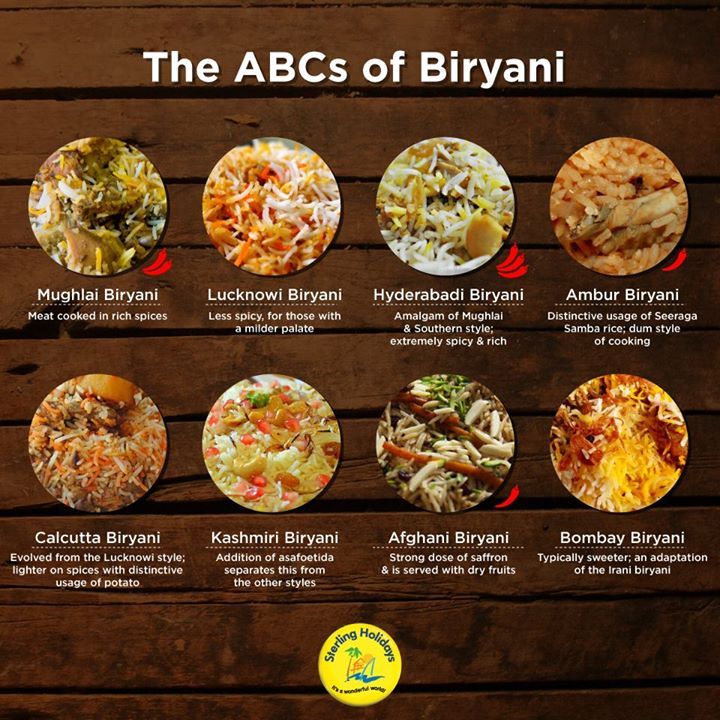 The ABCs of Biryani
Mughlai Biryani
Meat cooked in rich spices
Lucknowi Biryani
Less spicy, for those with
a milder palate
Hyderabadi Biryani
Amalgam of Mughlai
& Southern style;
extremely spicy & rich
Ambur Biryani
Distinctive usage of Seeraga
Samba rice; dum style
of cooking
Calcutta Biryani
Evolved from the Lucknowi style;
lighter on spices with distinctive
usage of potato
Kashmiri Biryani
Addition of asafoetida
separates this from
the other styles
Afghani Biryani
Strong dose of saffron
& is served with dry fruits
Bombay Biryani
Typically sweeter; an adaptation
of the Irani biryani
Sterling Holidays
It's a wonderful world!